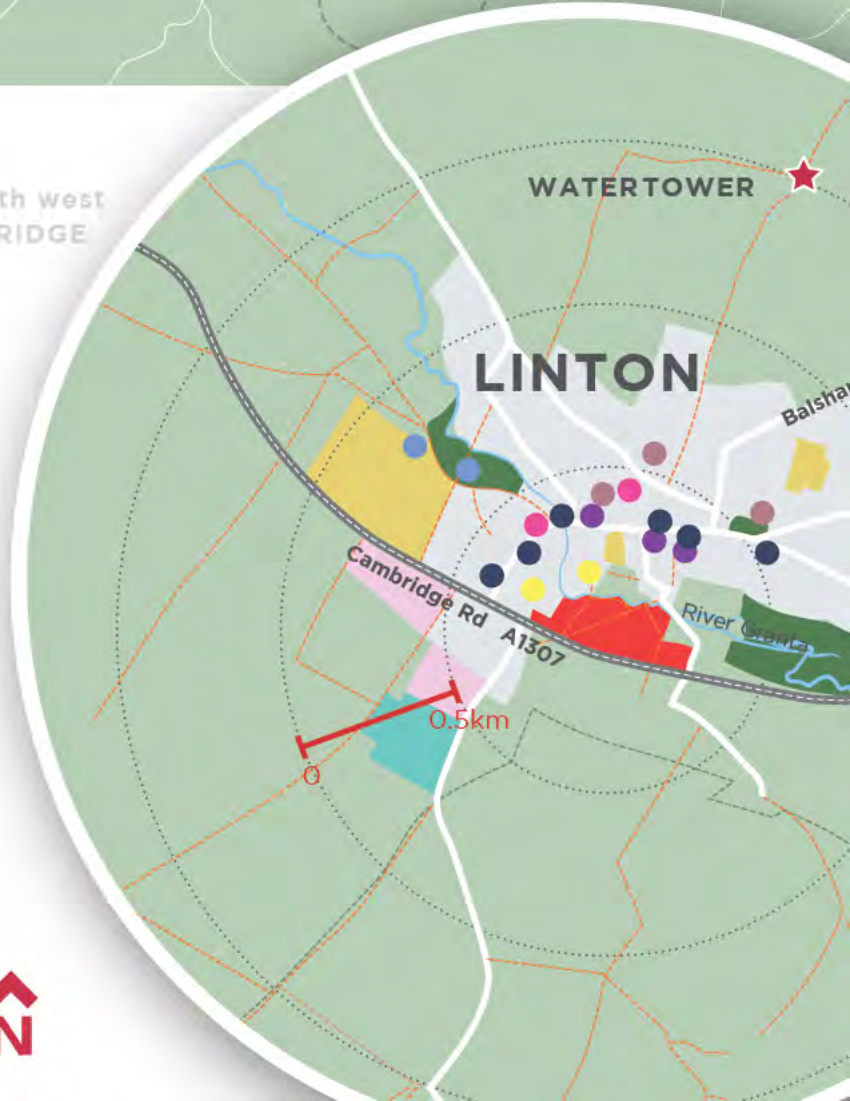 th west
RIDGE
WATERTOWER
LINTON
Balsha
Cambridge Rd
A1307
River Granta
0.5km
0
N